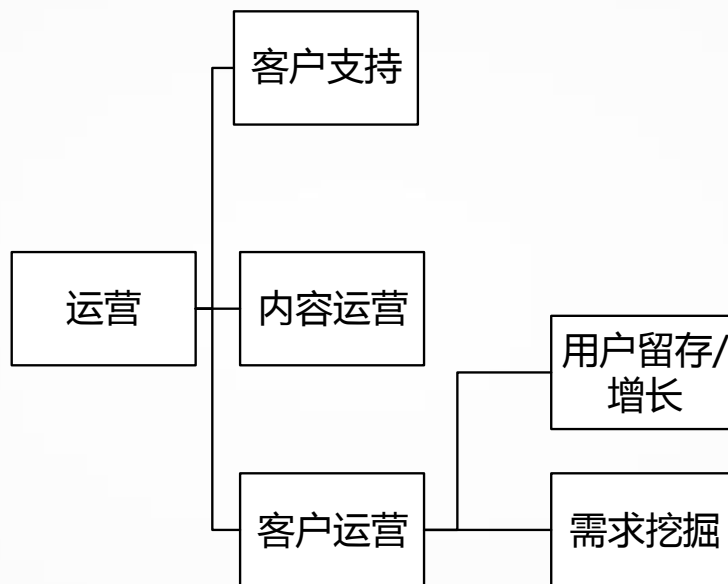 客户支持
运营
内容运营
用户留存/
增长
客户运营
需求挖掘